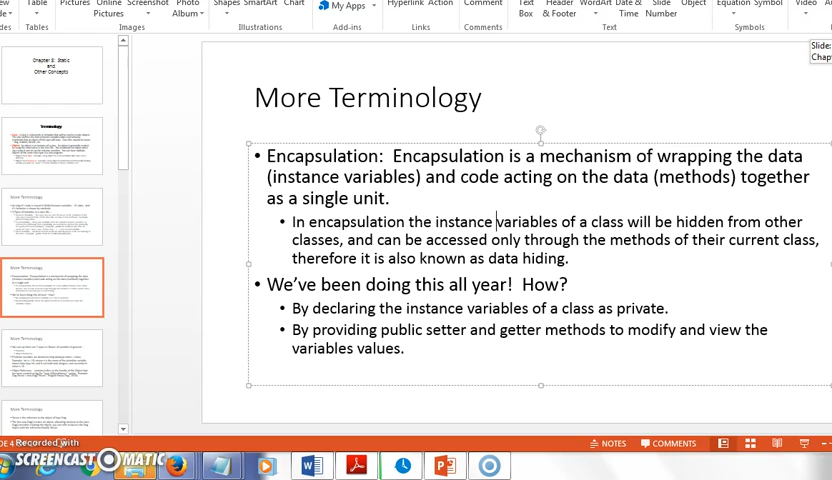 Tables
Pictures Online Pictures
Screenshot
Photo Album
Shapes SmartArt Chart
My Apps
Hyperlink Action
Comment
Text Box
Header & Footer
WordArt
Date & Time
Slide Number
Object
Equation Symbol
Video
Tables Images Illustrations Add-ins Links Comments Text Symbols
Slide:
Chapt
Chapter 8: Static
and
Other Concepts
Terminology
More Terminology
More Terminology
More Terminology
More Terminology
More Terminology
• Encapsulation: Encapsulation is a mechanism of wrapping the data
(instance variables) and code acting on the data (methods) together
as a single unit.
• In encapsulation the instance variables of a class will be hidden from other
classes, and can be accessed only through the methods of their current class,
therefore it is also known as data hiding.
• We've been doing this all year! How?
• By declaring the instance variables of a class as private.
• By providing public setter and getter methods to modify and view the
variables values.
NOTES COMMENTS
Recorded with
SCREENCAST MATIC